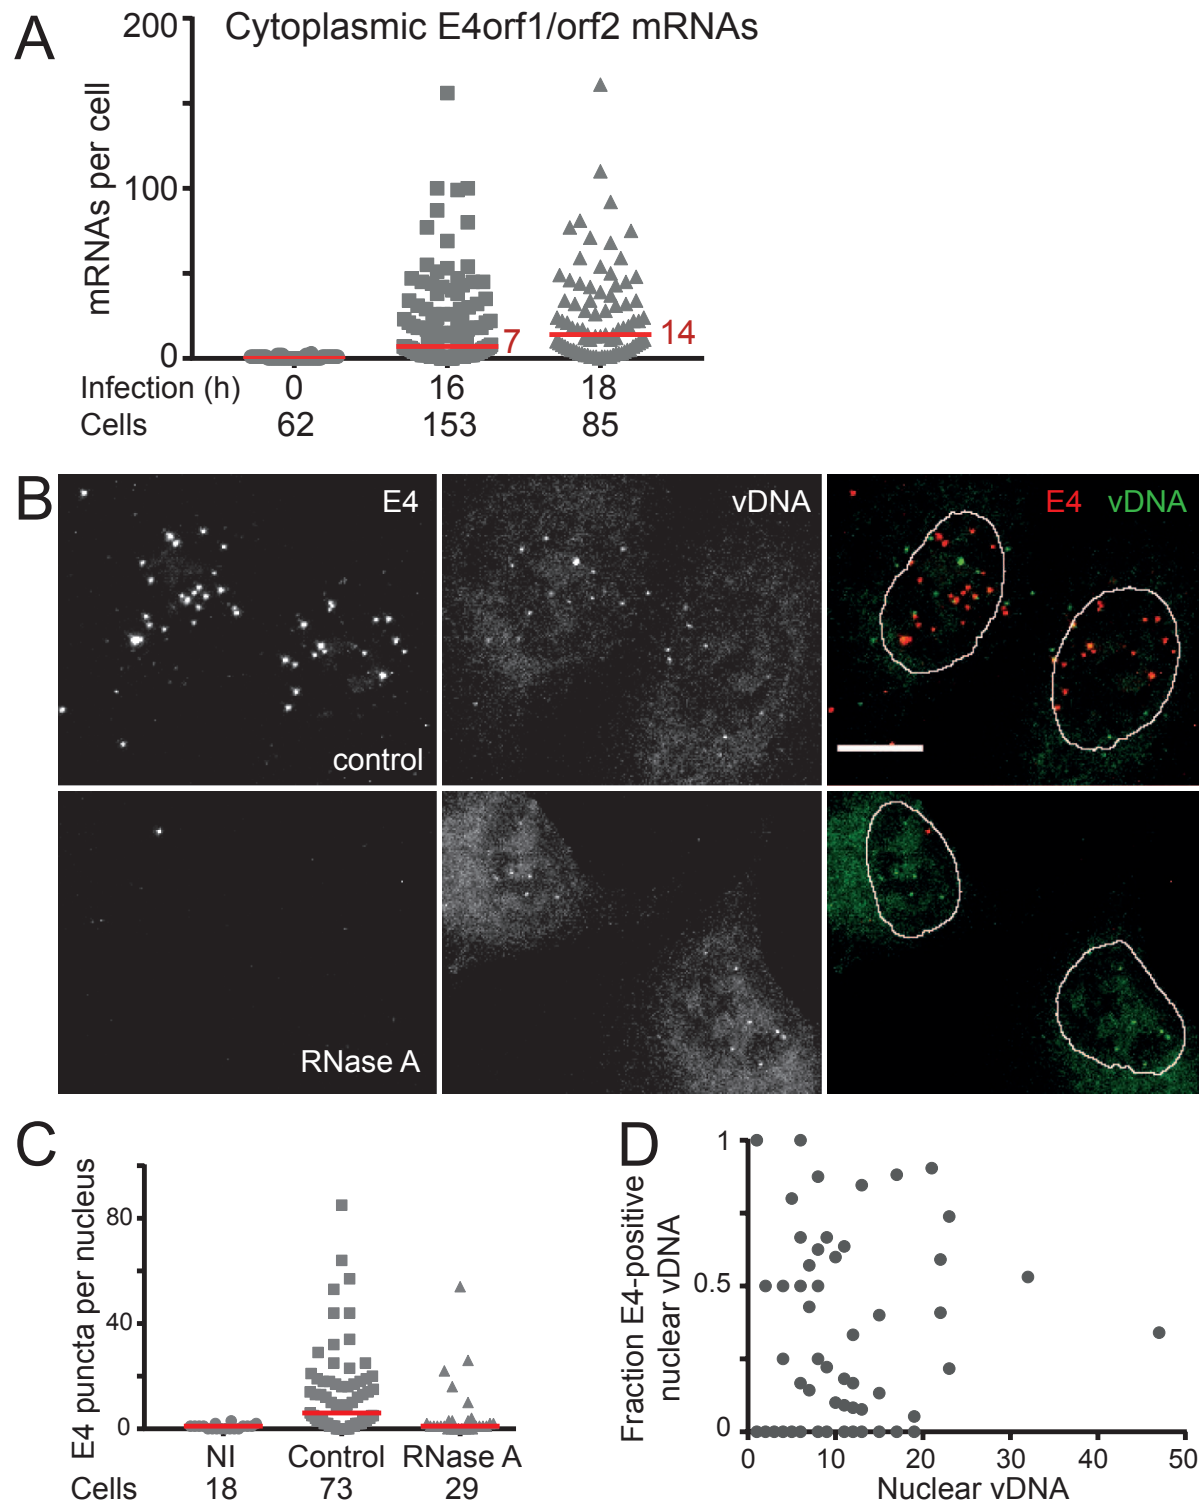 A
Cytoplasmic E4orf1/orf2 mRNAs
mRNAs per cell
200
100
0
7
14
Infection (h) 0 16 18
Cells 62 153 85
B
E4
vDNA
E4 vDNA
control
RNase A
C
E4 puncta per nucleus
80
40
0
NI Control RNase A
Cells 18 73 29
D
Fraction E4-positive
nuclear vDNA
1
0.5
0
0 10 20 30 40 50
Nuclear vDNA